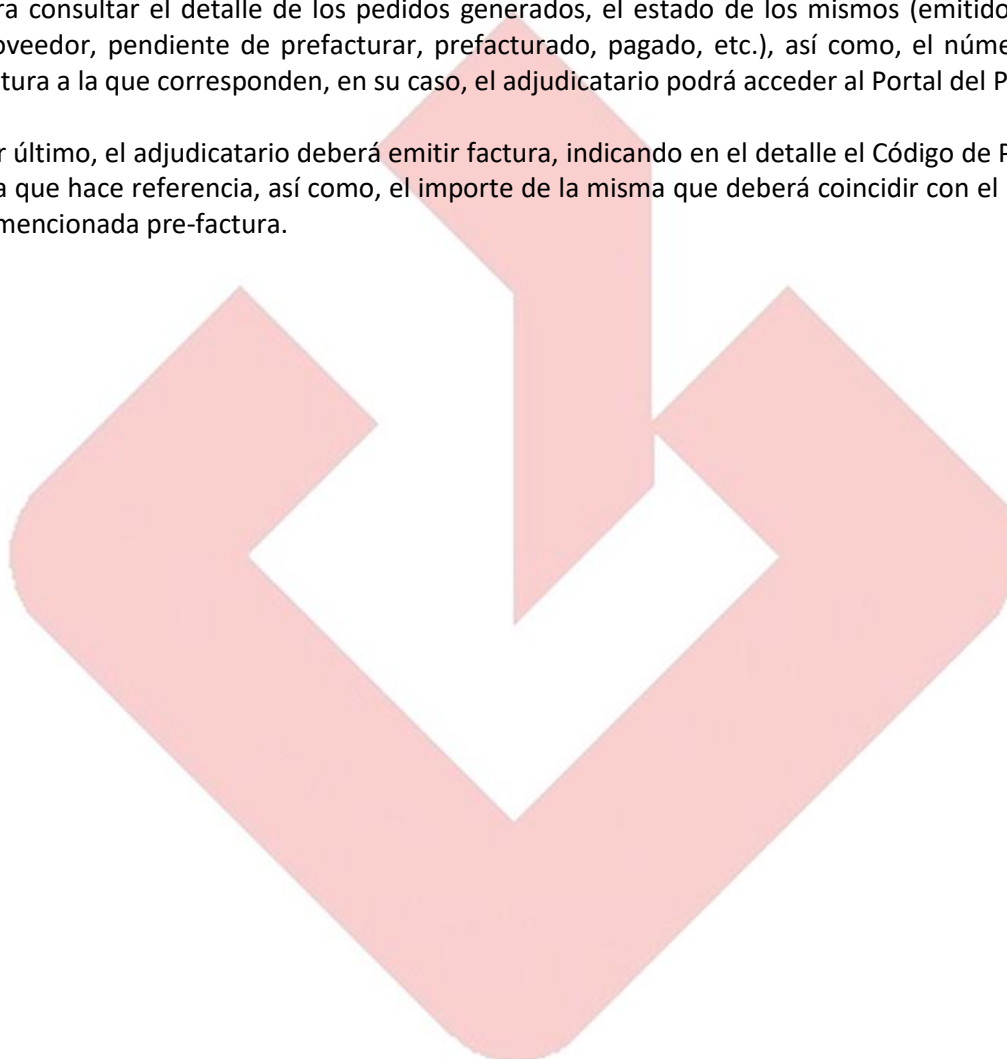 ra consultar el detalle de los pedidos generados, el estado de los mismos (emitido
oveedor, pendiente de prefacturar, prefacturado, pagado, etc.), así como, el núme
tura a la que corresponden, en su caso, el adjudicatario podrá acceder al Portal del P
r último, el adjudicatario deberá emitir factura, indicando en el detalle el Código de P
a que hace referencia, así como, el importe de la misma que deberá coincidir con el
mencionada pre-factura.